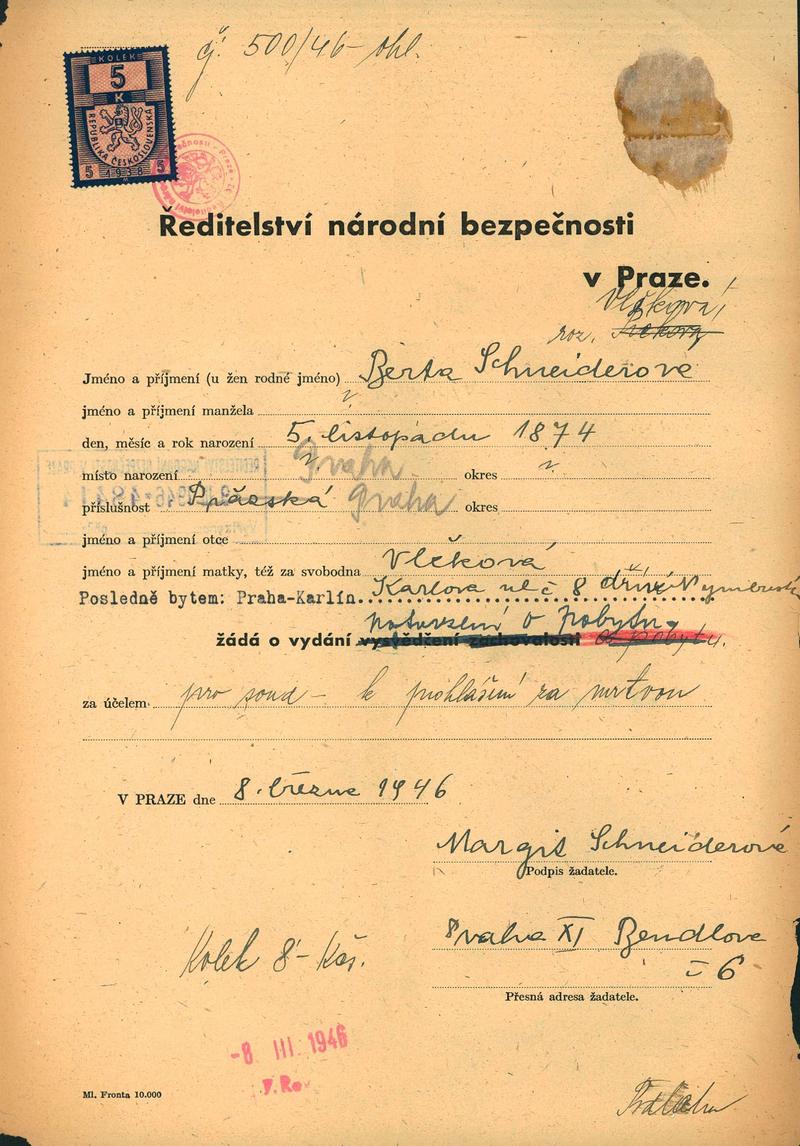 č. 500/46-ohl.
KOLEK
5
K
REPUBLIKA ČESKOSLOVENSKÁ
5 1938 5
Ředitelství národní bezpečnosti
v Praze.
Vlčková
roz.
Jméno a příjmení (u žen rodné jméno) Berta Schneiderova
jméno a příjmení manžela ?
den, měsíc a rok narození 5. listopadu 1874
místo narození ? Praha okres ?
příslušnost Pražská Praha okres
jméno a příjmení otce
jméno a příjmení matky, též za svobodna Vlčková
Posledně bytem: Praha-Karlín. Karlova ul č 8 dříve
potvrzení o pobytu
žádá o vydání vysvědčení zachovalosti o pobytu.
za účelem pro soud - k prohlášení za mrtvou
V PRAZE dne 8. března 1946
Margit Schneiderové
Podpis žadatele.
Praha XI Bendlova
č 6
Přesná adresa žadatele.
Kolek 8- Kčs.
-8 III. 1946
Ml. Fronta 10.000